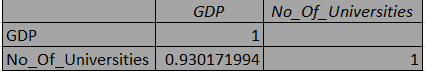 GDP No_Of_Universities
GDP 1
No_Of_Universities 0.930171994 1